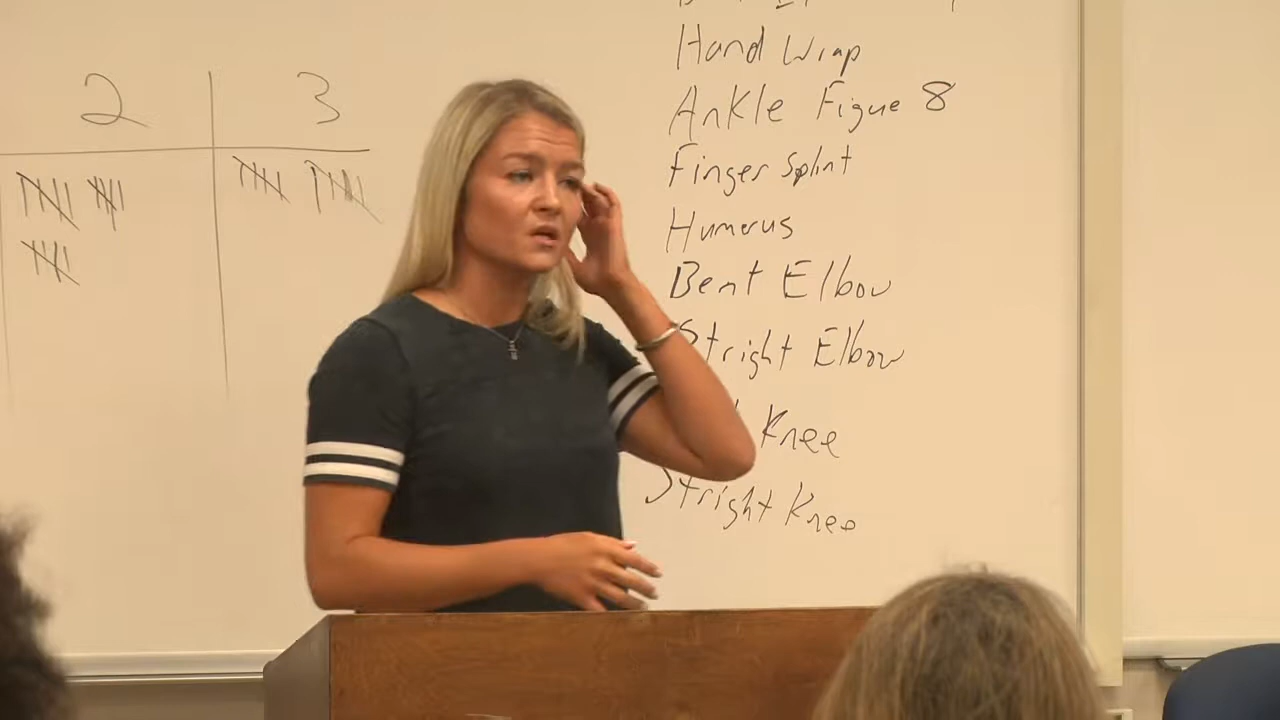 2 3
Hand Wrap
Ankle Figue 8
Finger Splint
Humerus
Bent Elbow
Stright Elbow
Knee
Stright Knee